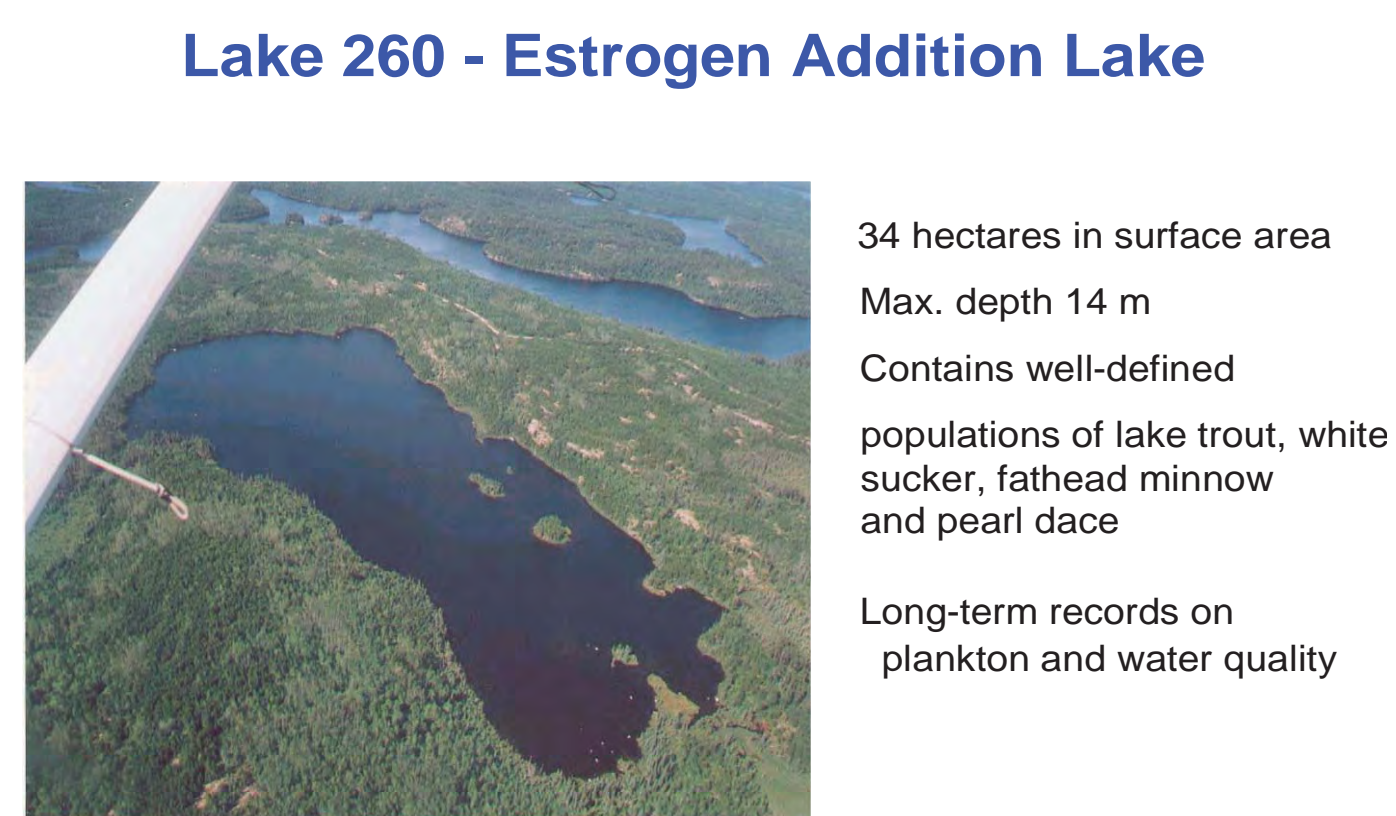 Lake 260 - Estrogen Addition Lake
34 hectares in surface area
Max. depth 14 m
Contains well-defined
populations of lake trout, white
sucker, fathead minnow
and pearl dace
Long-term records on
plankton and water quality